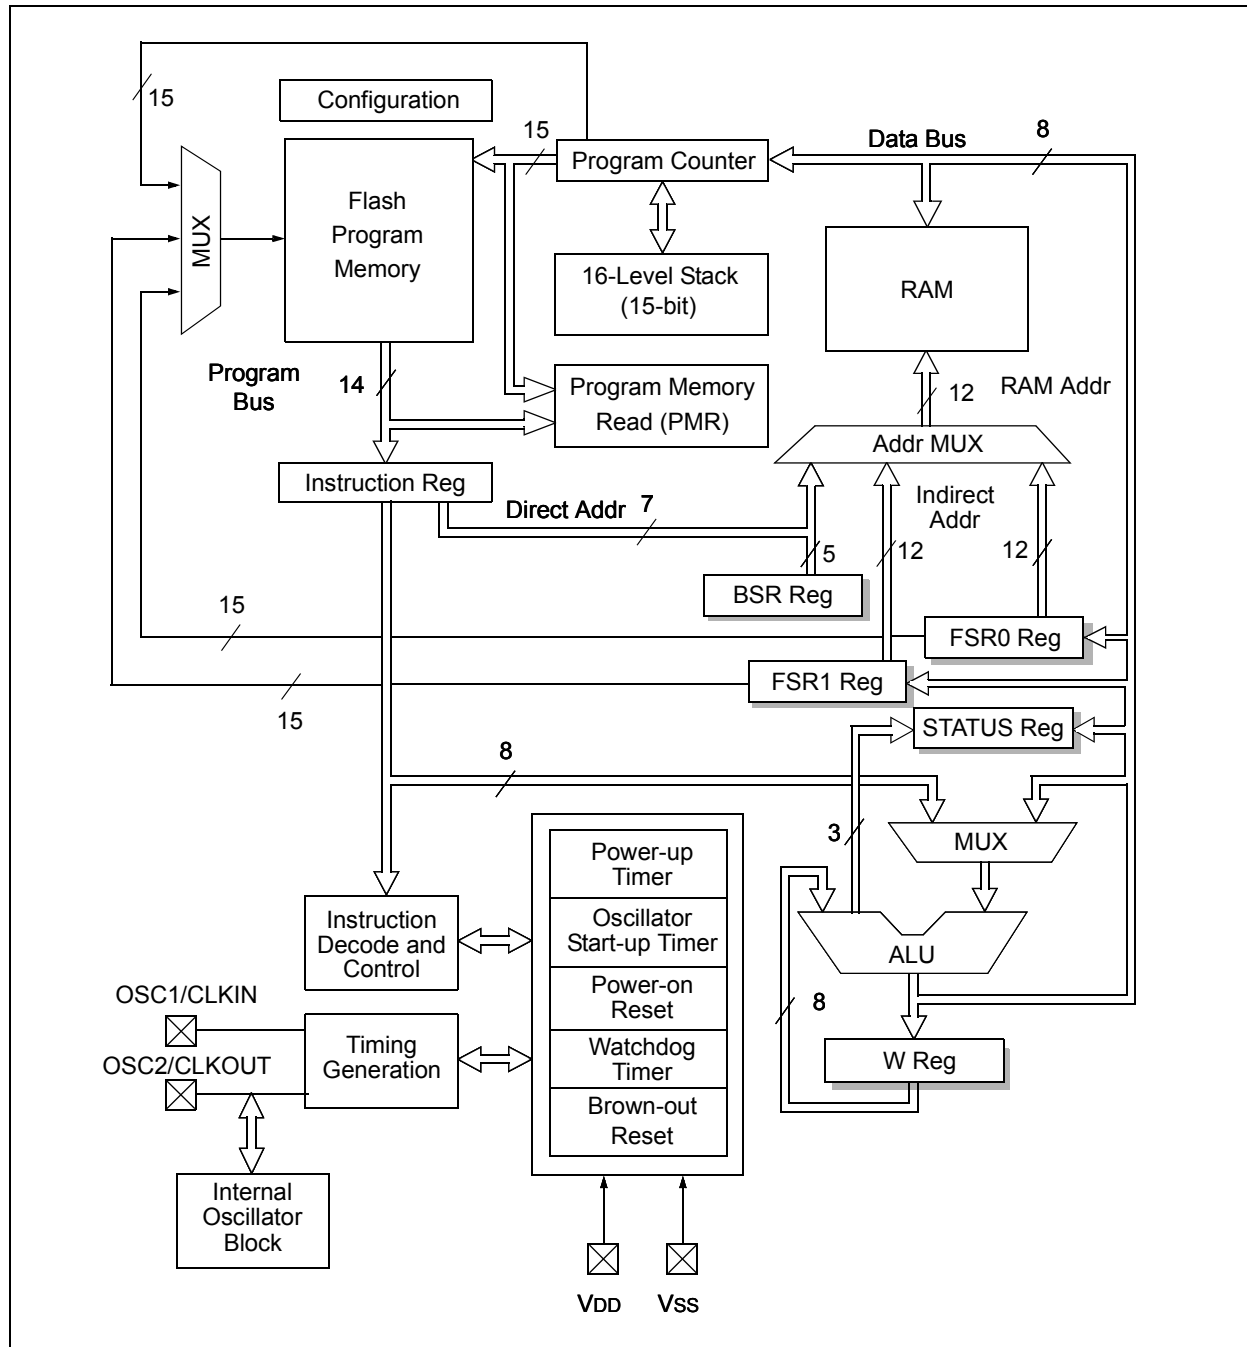 15
Configuration
15
Program Counter
Data Bus
8
Flash
Program
Memory
MUX
16-Level Stack
(15-bit)
RAM
Program
Bus
14
Program Memory
Read (PMR)
12
RAM Addr
Addr MUX
Instruction Reg
Direct Addr
7
Indirect
Addr
5
12
12
BSR Reg
15
FSR0 Reg
FSR1 Reg
15
STATUS Reg
8
3
MUX
Power-up
Timer
Instruction
Decode and
Control
Oscillator
Start-up Timer
ALU
OSC1/CLKIN
Power-on
Reset
8
Timing
Generation
OSC2/CLKOUT
Watchdog
Timer
W Reg
Brown-out
Reset
Internal
Oscillator
Block
VDD
VSS